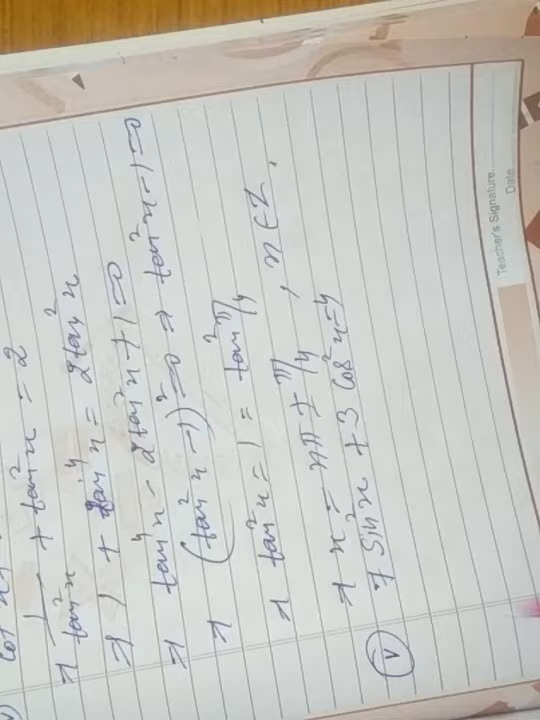 1/tan²x + tan²x = 2
⇒ 1 + tan⁴x = 2tan²x
⇒ tan⁴x - 2tan²x + 1 = 0
⇒ (tan²x - 1)² = 0 ⇒ tan²x - 1 = 0
⇒ tan²x = 1 = tan²π/4
⇒ x = nπ ± π/4, n ∈ Z.
(v) 7 Sin²x + 3 Cos²x = 4
Teacher's Signature
Date